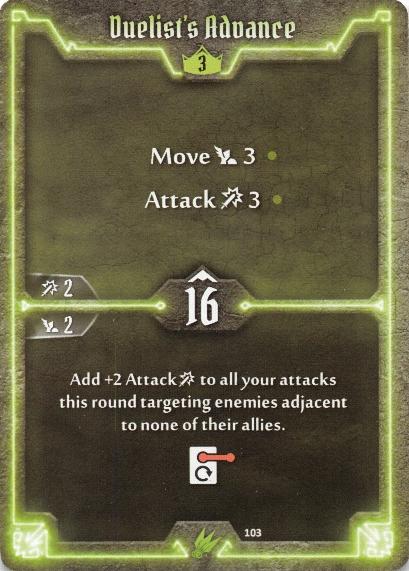 Duelist's Advance
3
Move 3
Attack 3
2
16
2
Add +2 Attack to all your attacks
this round targeting enemies adjacent
to none of their allies.
103